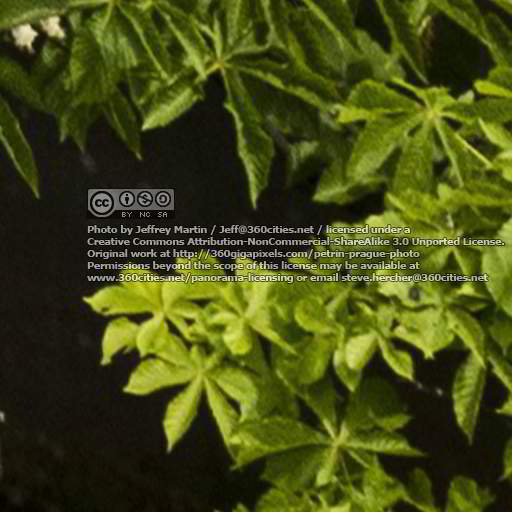 cc
BY NC SA
Photo by Jeffrey Martin / Jeff@360cities.net / licensed under a
Creative Commons Attribution-NonCommercial-ShareAlike 3.0 Unported License.
Original work at http://360gigapixels.com/petrin-prague-photo
Permissions beyond the scope of this license may be available at
www.360cities.net/panorama-licensing or email steve.hercher@360cities.net